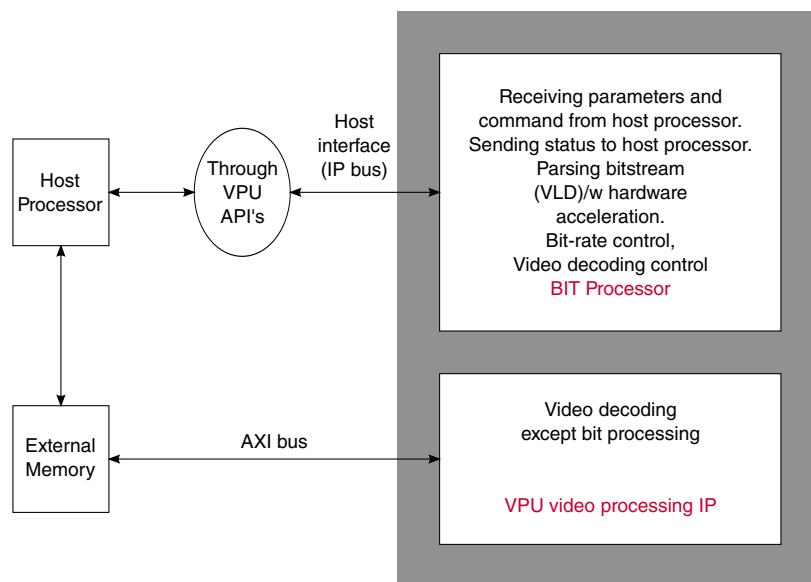 Host
Processor
Through
VPU
API's
Host
interface
(IP bus)
Receiving parameters and
command from host processor.
Sending status to host processor.
Parsing bitstream
(VLD)/w hardware
acceleration.
Bit-rate control,
Video decoding control
BIT Processor
External
Memory
AXI bus
Video decoding
except bit processing
VPU video processing IP